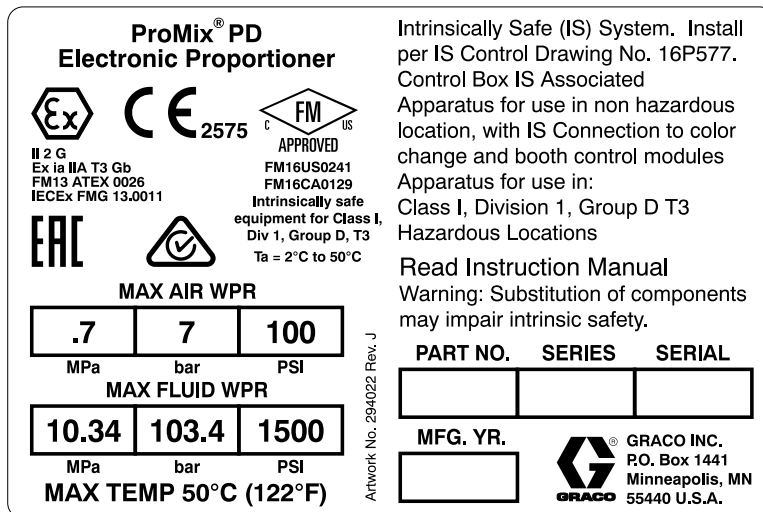 ProMix® PD
Electronic Proportioner
Ex
CE 2575
C FM US
APPROVED
II 2 G
Ex ia IIA T3 Gb
FM13 ATEX 0026
IECEx FMG 13.0011
FM16US0241
FM16CA0129
Intrinsically safe
equipment for Class I,
Div 1, Group D, T3
Ta = 2°C to 50°C
EAC
MAX AIR WPR
.7 7 100
MPa bar PSI
MAX FLUID WPR
10.34 103.4 1500
MPa bar PSI
MAX TEMP 50°C (122°F)
Artwork No. 294022 Rev. J
Intrinsically Safe (IS) System. Install
per IS Control Drawing No. 16P577.
Control Box IS Associated
Apparatus for use in non hazardous
location, with IS Connection to color
change and booth control modules
Apparatus for use in:
Class I, Division 1, Group D T3
Hazardous Locations
Read Instruction Manual
Warning: Substitution of components
may impair intrinsic safety.
PART NO. SERIES SERIAL
MFG. YR.
GRACO ®
GRACO INC.
P.O. Box 1441
Minneapolis, MN
55440 U.S.A.